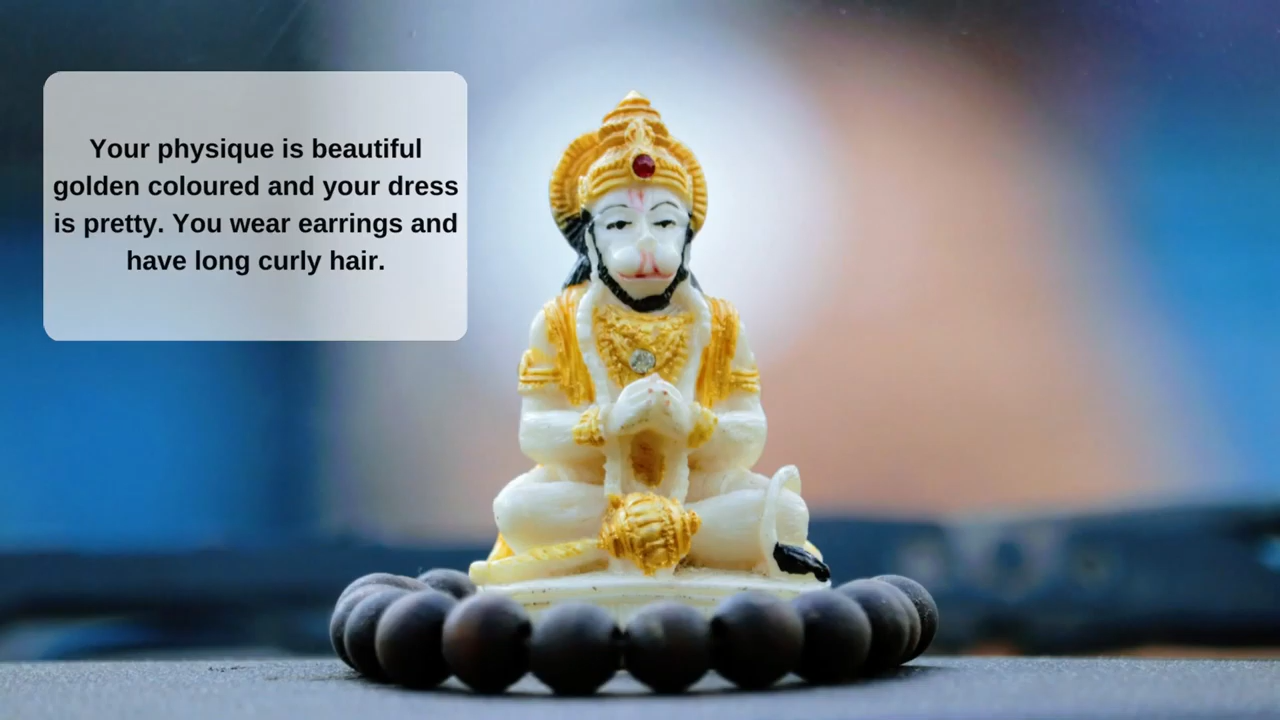 Your physique is beautiful
golden coloured and your dress
is pretty. You wear earrings and
have long curly hair.